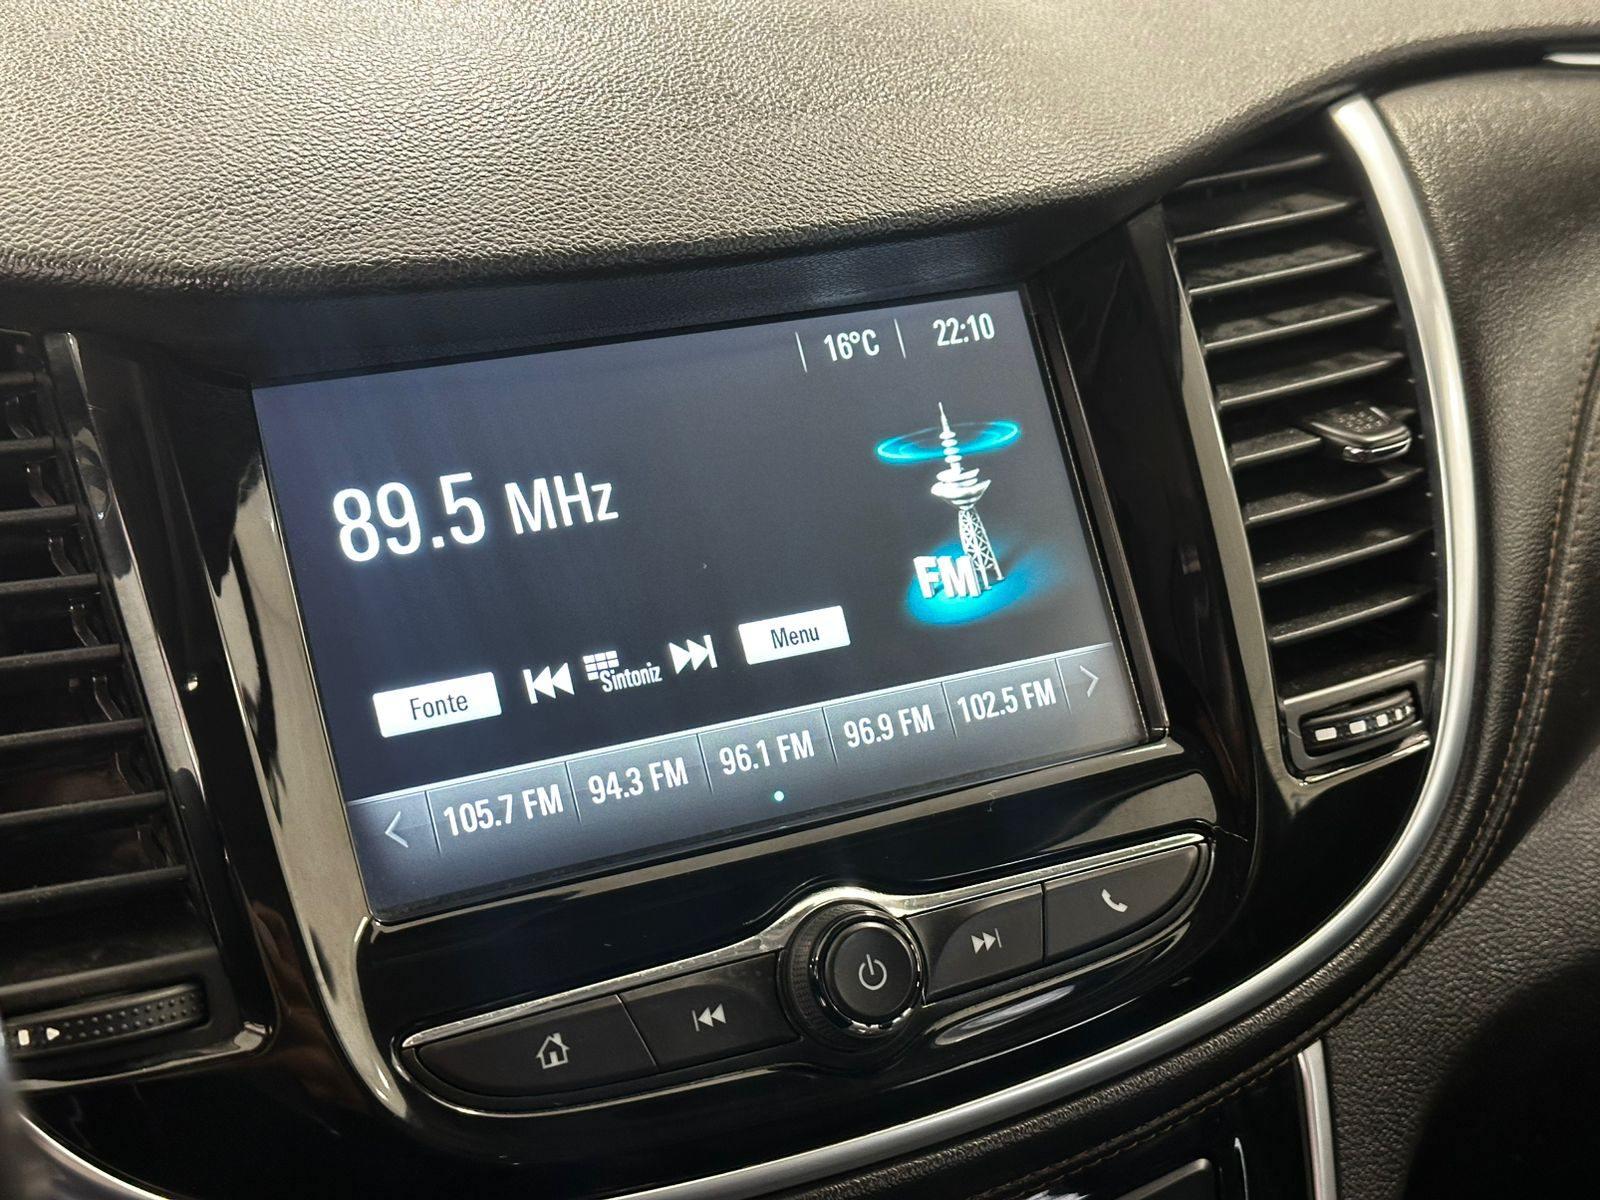 16°C 22:10
89.5 MHz
FM
Fonte Sintoniz Menu
105.7 FM 94.3 FM 96.1 FM 96.9 FM 102.5 FM